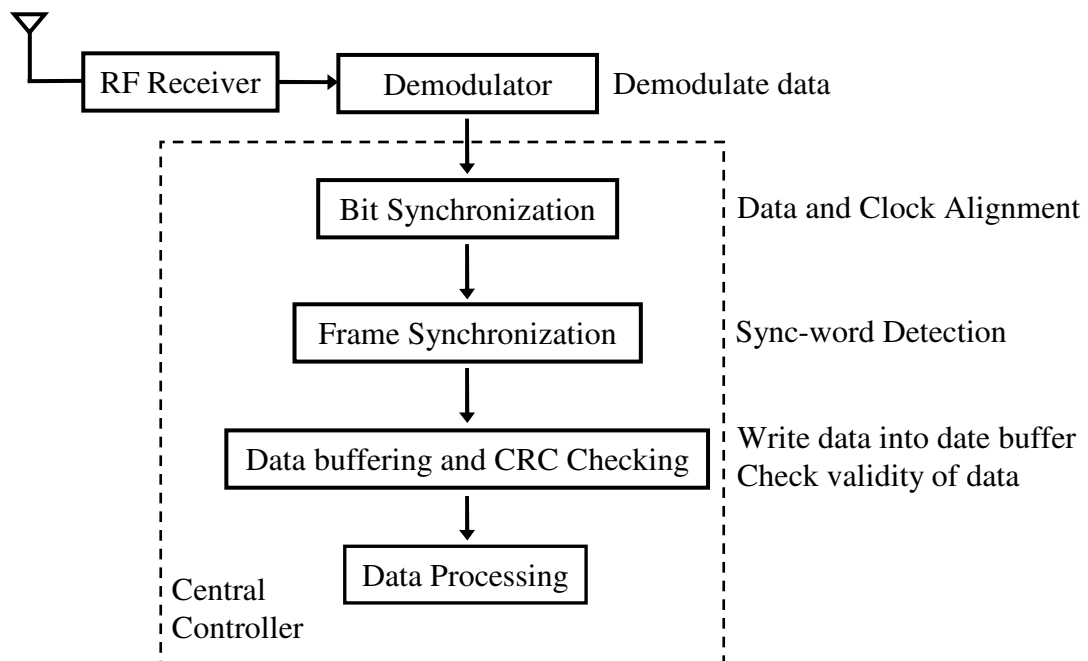 RF Receiver
Demodulator
Demodulate data
Bit Synchronization
Data and Clock Alignment
Frame Synchronization
Sync-word Detection
Data buffering and CRC Checking
Write data into date buffer
Check validity of data
Data Processing
Central
Controller